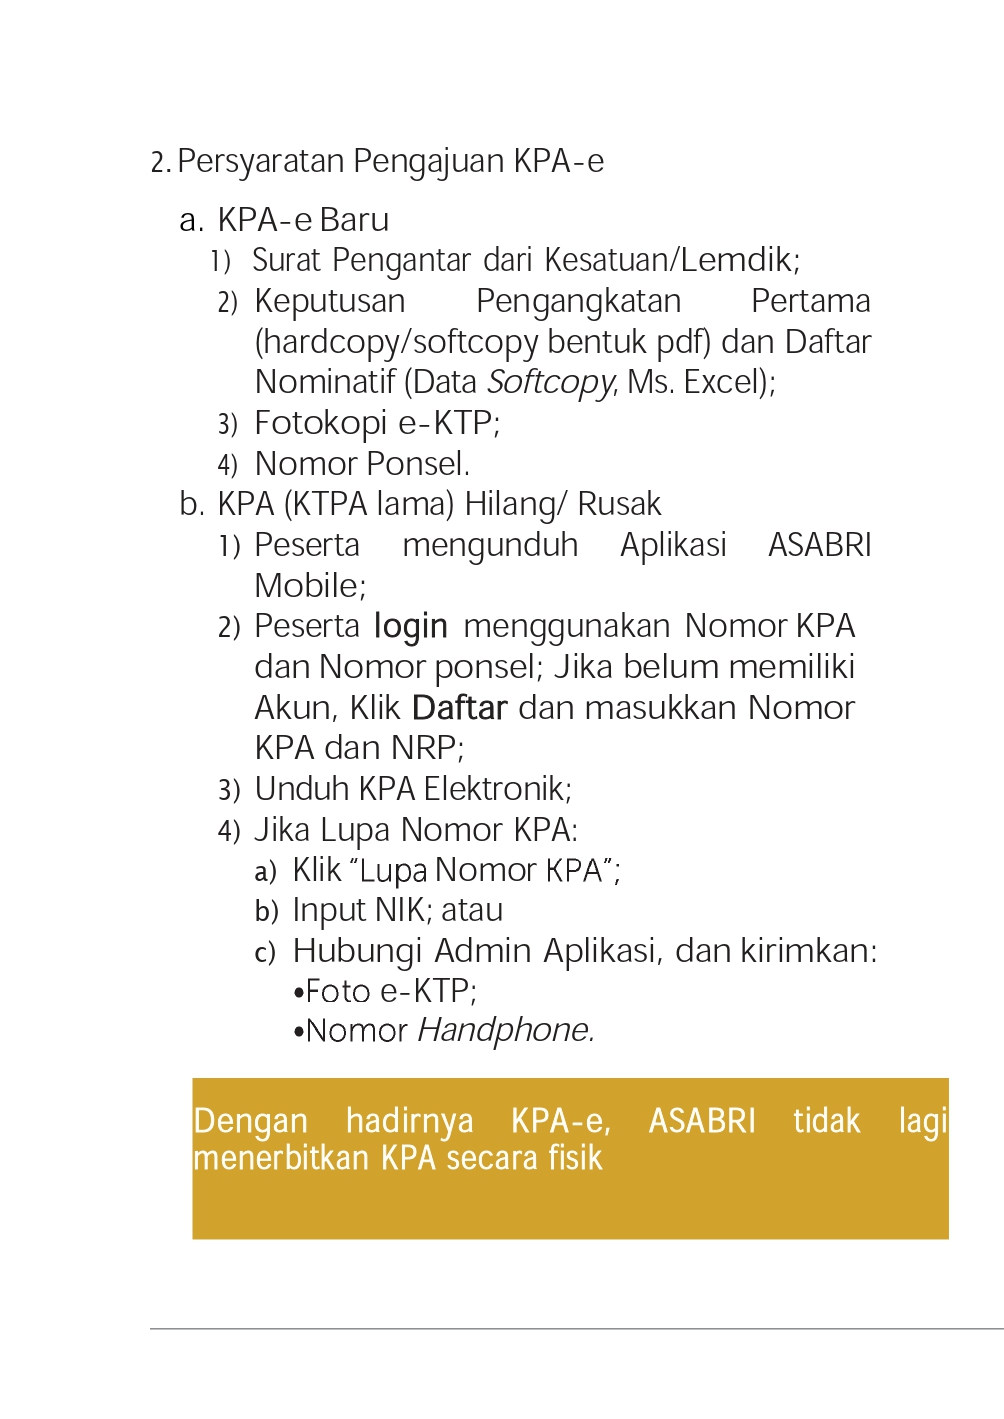 2. Persyaratan Pengajuan KPA-e
a. KPA-e Baru
1) Surat Pengantar dari Kesatuan/Lemdik;
2) Keputusan Pengangkatan Pertama
(hardcopy/softcopy bentuk pdf) dan Daftar
Nominatif (Data Softcopy, Ms. Excel);
3) Fotokopi e-KTP;
4) Nomor Ponsel.
b. KPA (KTPA lama) Hilang/ Rusak
1) Peserta mengunduh Aplikasi ASABRI
Mobile;
2) Peserta login menggunakan Nomor KPA
dan Nomor ponsel; Jika belum memiliki
Akun, Klik Daftar dan masukkan Nomor
KPA dan NRP;
3) Unduh KPA Elektronik;
4) Jika Lupa Nomor KPA:
a) Klik “Lupa Nomor KPA”;
b) Input NIK; atau
c) Hubungi Admin Aplikasi, dan kirimkan:
•Foto e-KTP;
•Nomor Handphone.
Dengan hadirnya KPA-e, ASABRI tidak lagi
menerbitkan KPA secara fisik